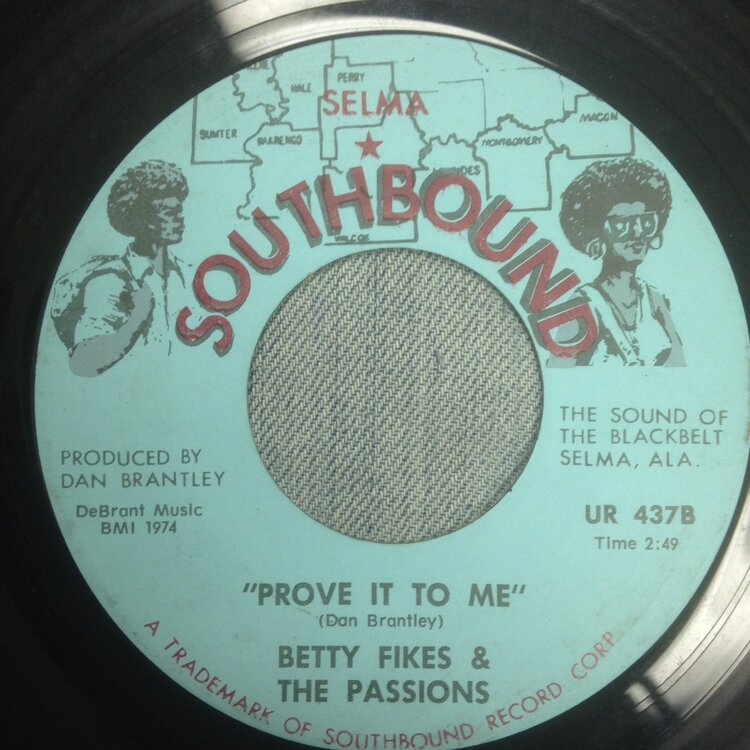 PERRY
HALE
SELMA
SUMTER
MARENGO
MONTGOMERY
MACON
WILCOX
SOUTHBOUND
PRODUCED BY
DAN BRANTLEY
DeBrant Music
BMI 1974
THE SOUND OF
THE BLACKBELT
SELMA, ALA.
UR 437B
Time 2:49
"PROVE IT TO ME"
(Dan Brantley)
BETTY FIKES &
THE PASSIONS
A TRADEMARK OF SOUTHBOUND RECORD CORP